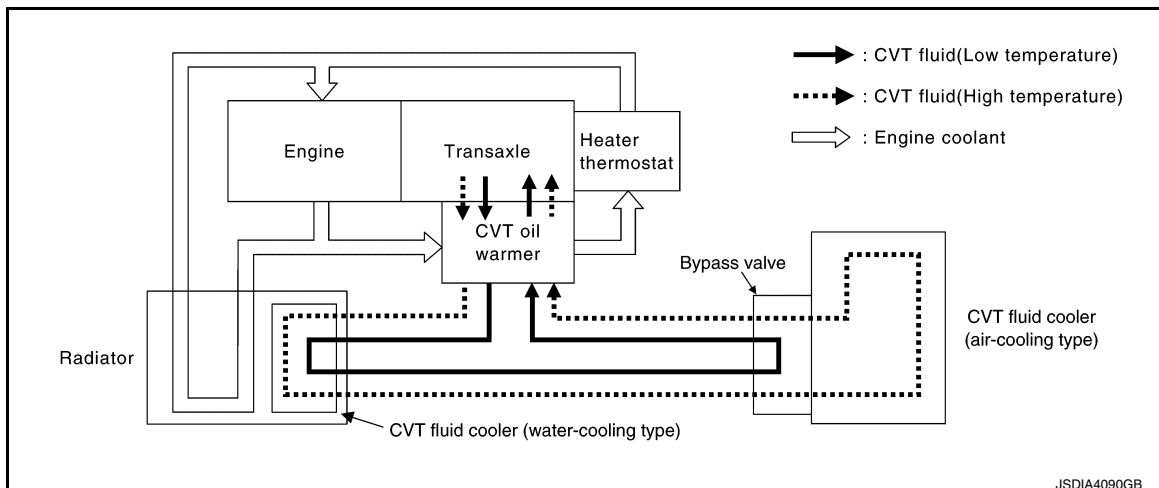 : CVT fluid(Low temperature)
: CVT fluid(High temperature)
: Engine coolant
Engine
Transaxle
Heater
thermostat
CVT oil
warmer
Bypass valve
CVT fluid cooler
(air-cooling type)
Radiator
CVT fluid cooler (water-cooling type)
JSDIA4090GB